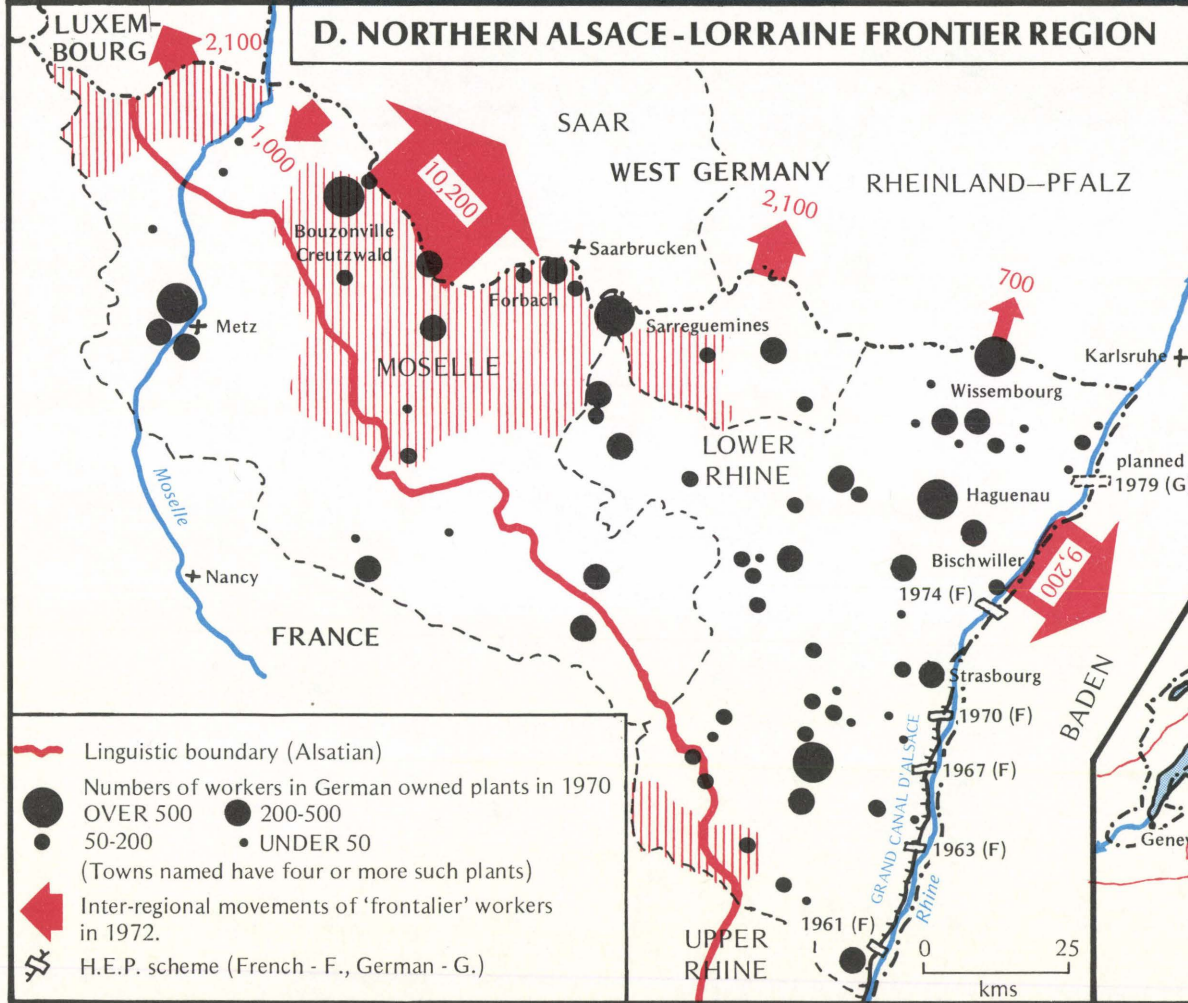 D. NORTHERN ALSACE-LORRAINE FRONTIER REGION
LUXEM-
BOURG
2,100
1,000
10,200
SAAR
WEST GERMANY
RHEINLAND–PFALZ
2,100
700
Bouzonville
Creutzwald
Saarbrucken
Forbach
Sarreguemines
Metz
MOSELLE
Karlsruhe
Wissembourg
LOWER
RHINE
planned
1979 (G
Moselle
Haguenau
Bischwiller
9,200
Nancy
1974 (F)
FRANCE
Strasbourg
BADEN
1970 (F)
1967 (F)
GRAND CANAL D'ALSACE
1963 (F)
Rhine
1961 (F)
UPPER
RHINE
0 25
kms
Genev
Linguistic boundary (Alsatian)
Numbers of workers in German owned plants in 1970
OVER 500 200-500
50-200 UNDER 50
(Towns named have four or more such plants)
Inter-regional movements of 'frontalier' workers
in 1972.
H.E.P. scheme (French - F., German - G.)